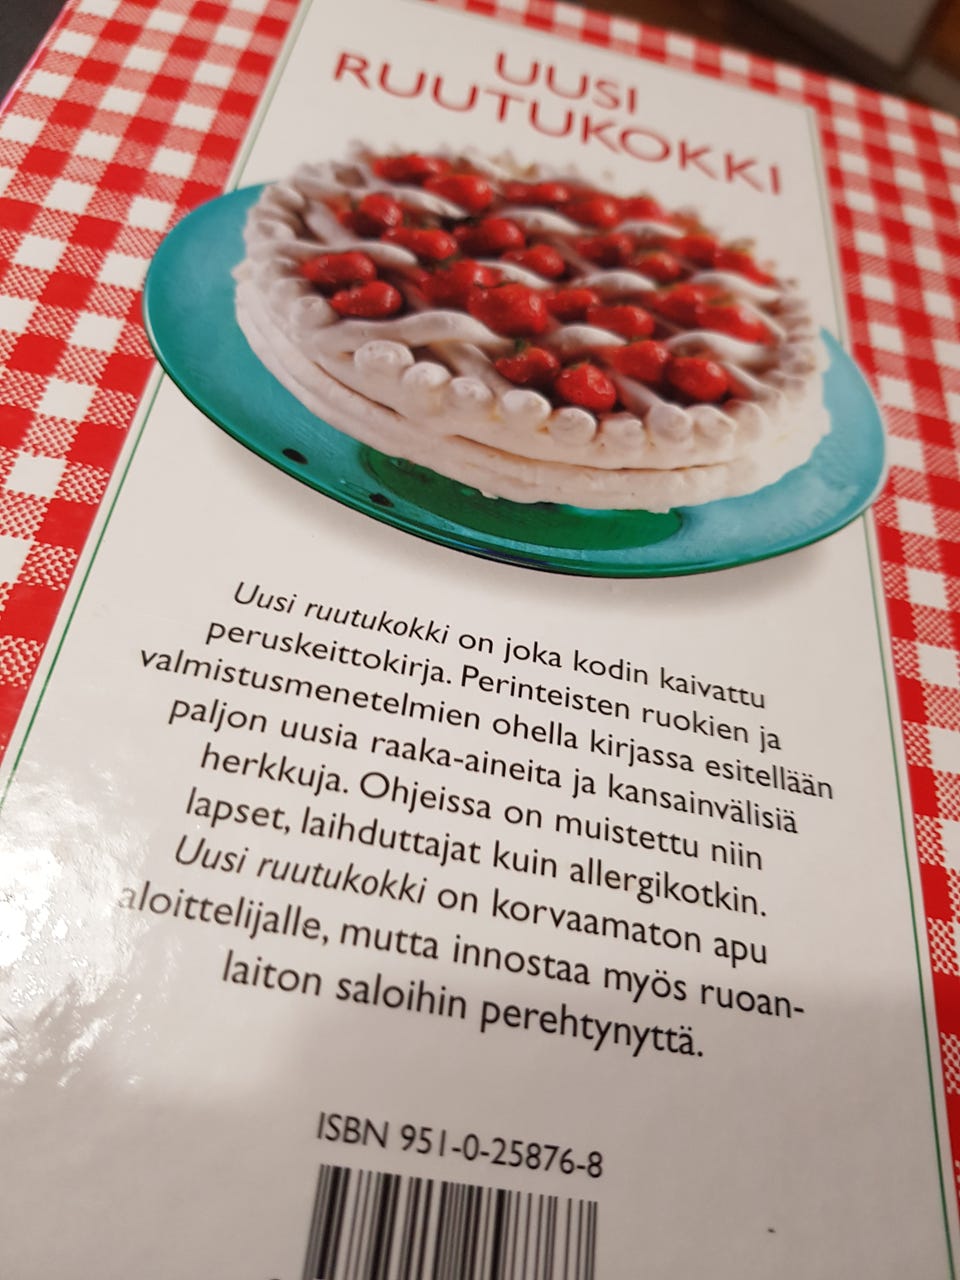 UUSI
RUUTUKOKKI
Uusi ruutukokki on joka kodin kaivattu
peruskeittokirja. Perinteisten ruokien ja
valmistusmenetelmien ohella kirjassa esitellään
paljon uusia raaka-aineita ja kansainvälisiä
herkkuja. Ohjeissa on muistettu niin
lapset, laihduttajat kuin allergikotkin.
Uusi ruutukokki on korvaamaton apu
aloittelijalle, mutta innostaa myös ruoan-
laiton saloihin perehtynyttä.
ISBN 951-0-25876-8